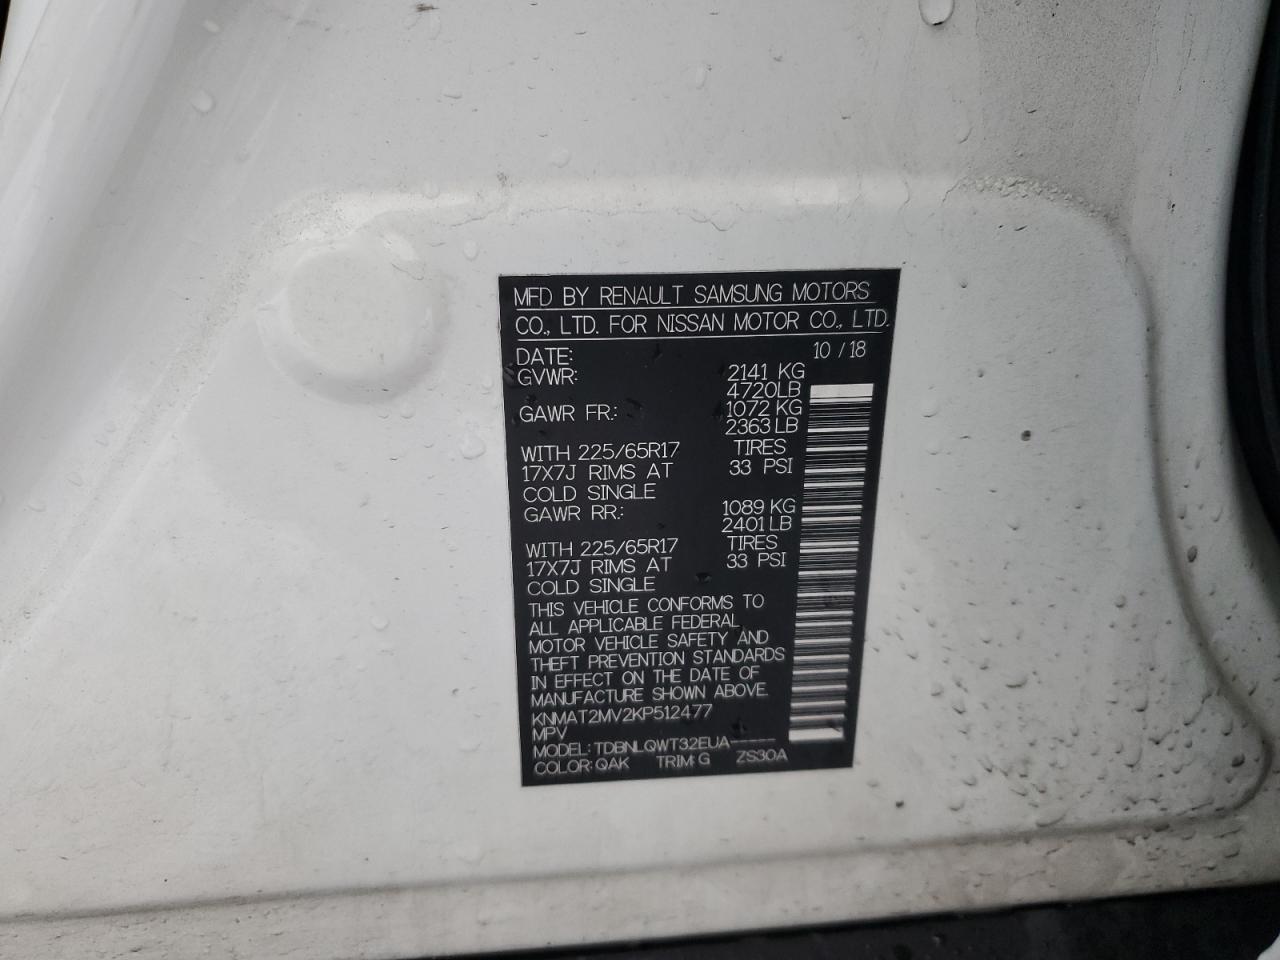 MFD BY RENAULT SAMSUNG MOTORS
CO., LTD. FOR NISSAN MOTOR CO., LTD.
DATE: 10 / 18
GVWR: 2141 KG
4720LB
GAWR FR.: 1072 KG
2363LB
WITH 225/65R17 TIRES
17X7J RIMS AT 33 PSI
COLD SINGLE
GAWR RR.: 1089 KG
2401LB
WITH 225/65R17 TIRES
17X7J RIMS AT 33 PSI
COLD SINGLE
THIS VEHICLE CONFORMS TO
ALL APPLICABLE FEDERAL
MOTOR VEHICLE SAFETY AND
THEFT PREVENTION STANDARDS
IN EFFECT ON THE DATE OF
MANUFACTURE SHOWN ABOVE.
KNMAT2MV2KP512477
MPV
MODEL: TDBNLQWT32EUA-----
COLOR: QAK TRIM: G ZS30A